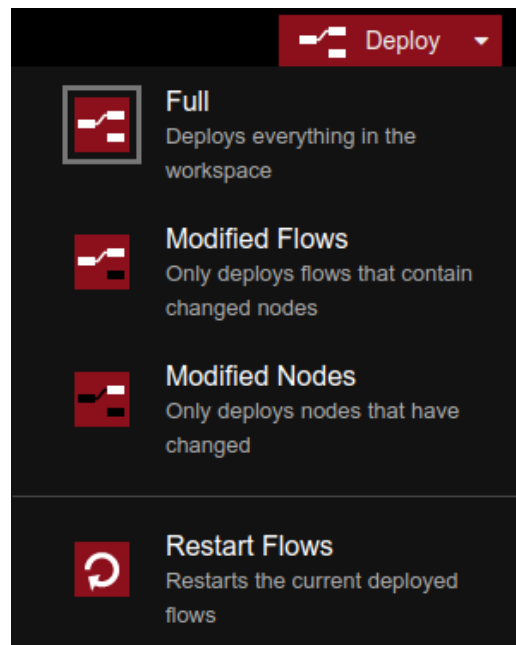 Deploy
Full
Deploys everything in the
workspace
Modified Flows
Only deploys flows that contain
changed nodes
Modified Nodes
Only deploys nodes that have
changed
Restart Flows
Restarts the current deployed
flows